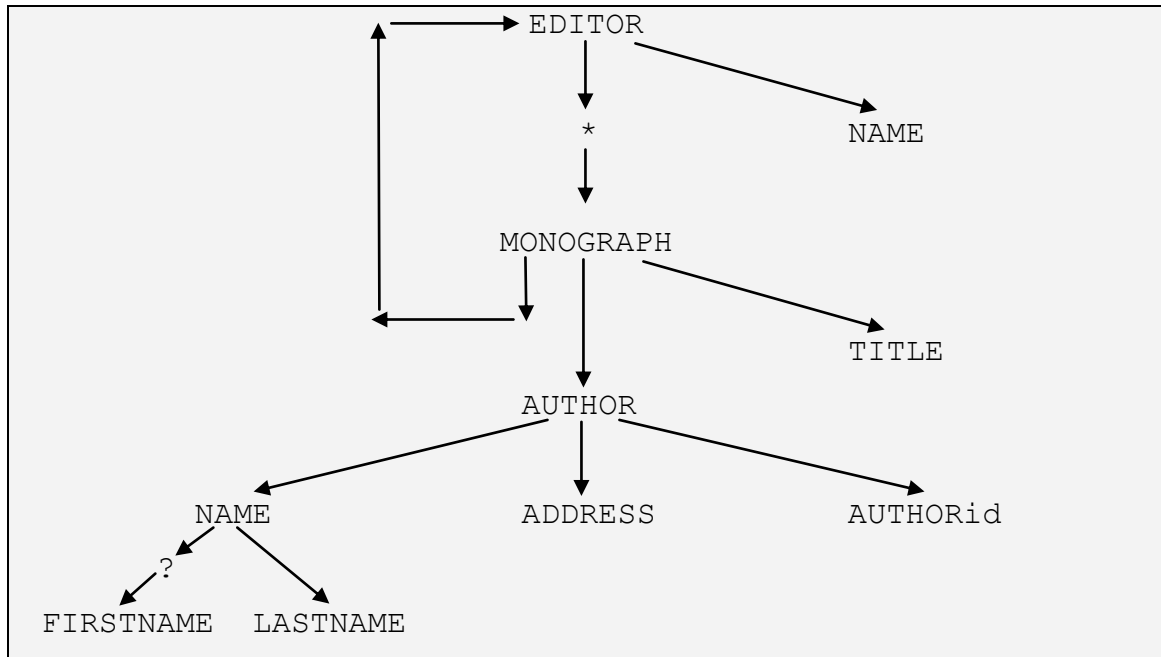 EDITOR
*
NAME
MONOGRAPH
TITLE
AUTHOR
NAME ADDRESS AUTHORid
?
FIRSTNAME LASTNAME